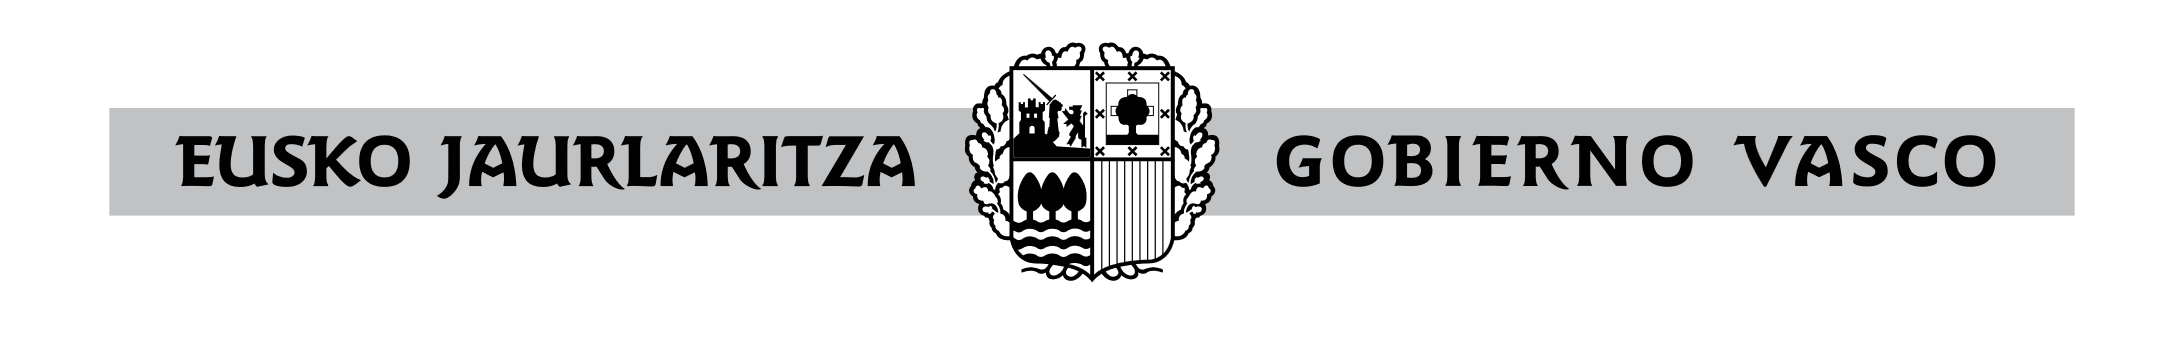 EUSKO JAURLARITZA GOBIERNO VASCO